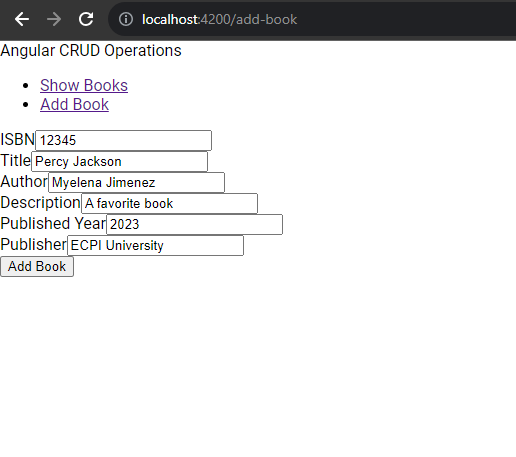 localhost:4200/add-book
Angular CRUD Operations
Show Books
Add Book
ISBN 12345
Title Percy Jackson
Author Myelena Jimenez
Description A favorite book
Published Year 2023
Publisher ECPI University
Add Book